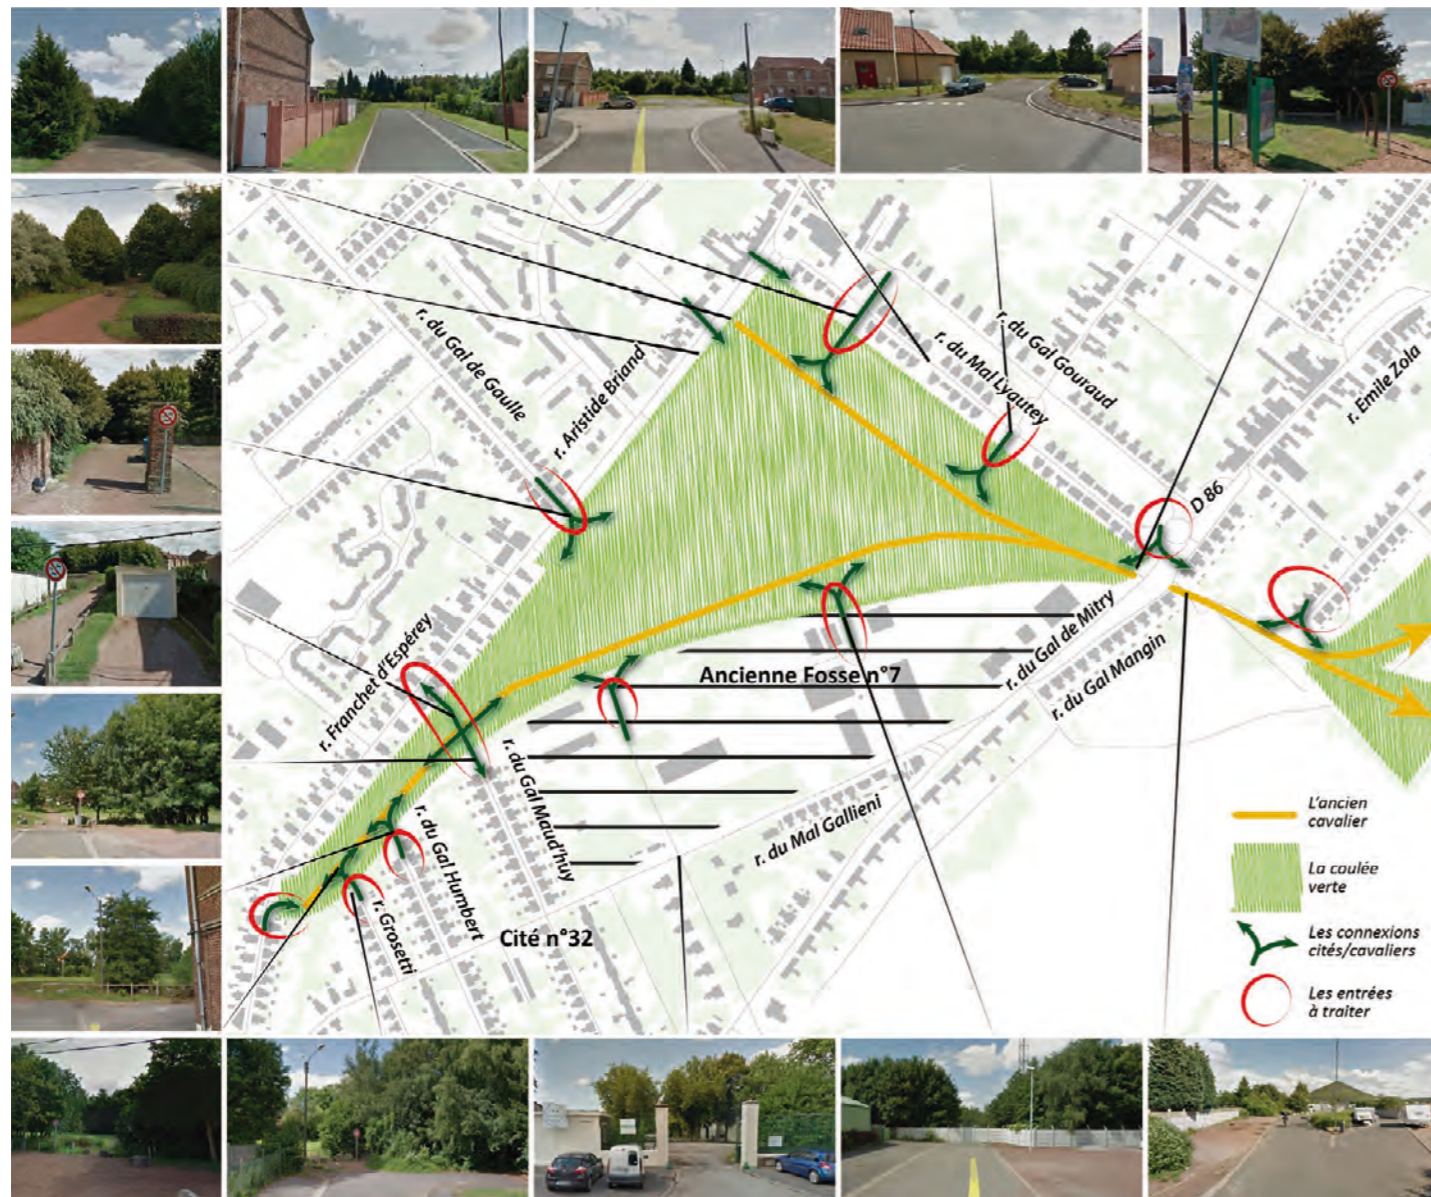 r. du Gal de Gaulle
r. Aristide Briand
r. du Gal Gouraud
r. du Mal Lyautey
r. Emile Zola
D 86
r. Franchet d'Espérey
Ancienne Fosse n°7
r. du Gal de Mitry
r. du Gal Mangin
r. du Gal Maud'huy
r. du Mal Gallieni
r. du Gal Humbert
r. Grosetti
Cité n°32
L'ancien
cavalier
La coulée
verte
Les connexions
cités/cavaliers
Les entrées
à traiter